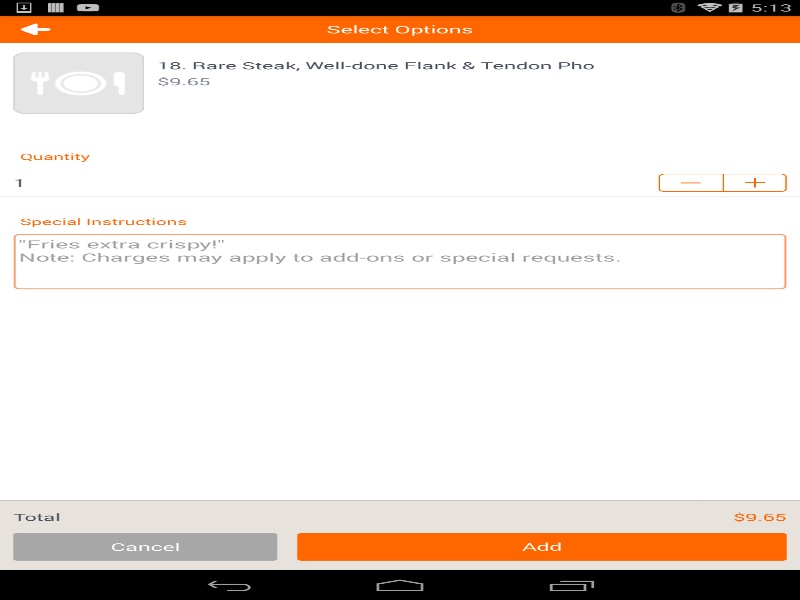 5:13
Select Options
18. Rare Steak, Well-done Flank & Tendon Pho
$9.65
Quantity
1
Special Instructions
"Fries extra crispy!"
Note: Charges may apply to add-ons or special requests.
Total $9.65
Cancel Add